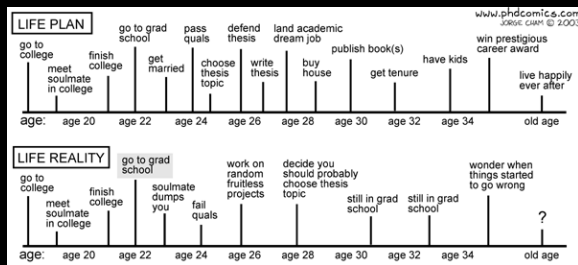 www.phdcomics.com
JORGE CHAM © 2003
LIFE PLAN
go to
college
meet
soulmate
in college
finish
college
go to grad
school
get
married
pass
quals
choose
thesis
topic
defend
thesis
write
thesis
land academic
dream job
buy
house
publish book(s)
get tenure
have kids
win prestigious
career award
live happily
ever after
age: age 20 age 22 age 24 age 26 age 28 age 30 age 32 age 34 old age
LIFE REALITY
go to
college
meet
soulmate
in college
finish
college
go to grad
school
soulmate
dumps
you
fail
quals
work on
random
fruitless
projects
decide you
should probably
choose thesis
topic
still in grad
school
still in grad
school
wonder when
things started
to go wrong
?
age: age 20 age 22 age 24 age 26 age 28 age 30 age 32 age 34 old age